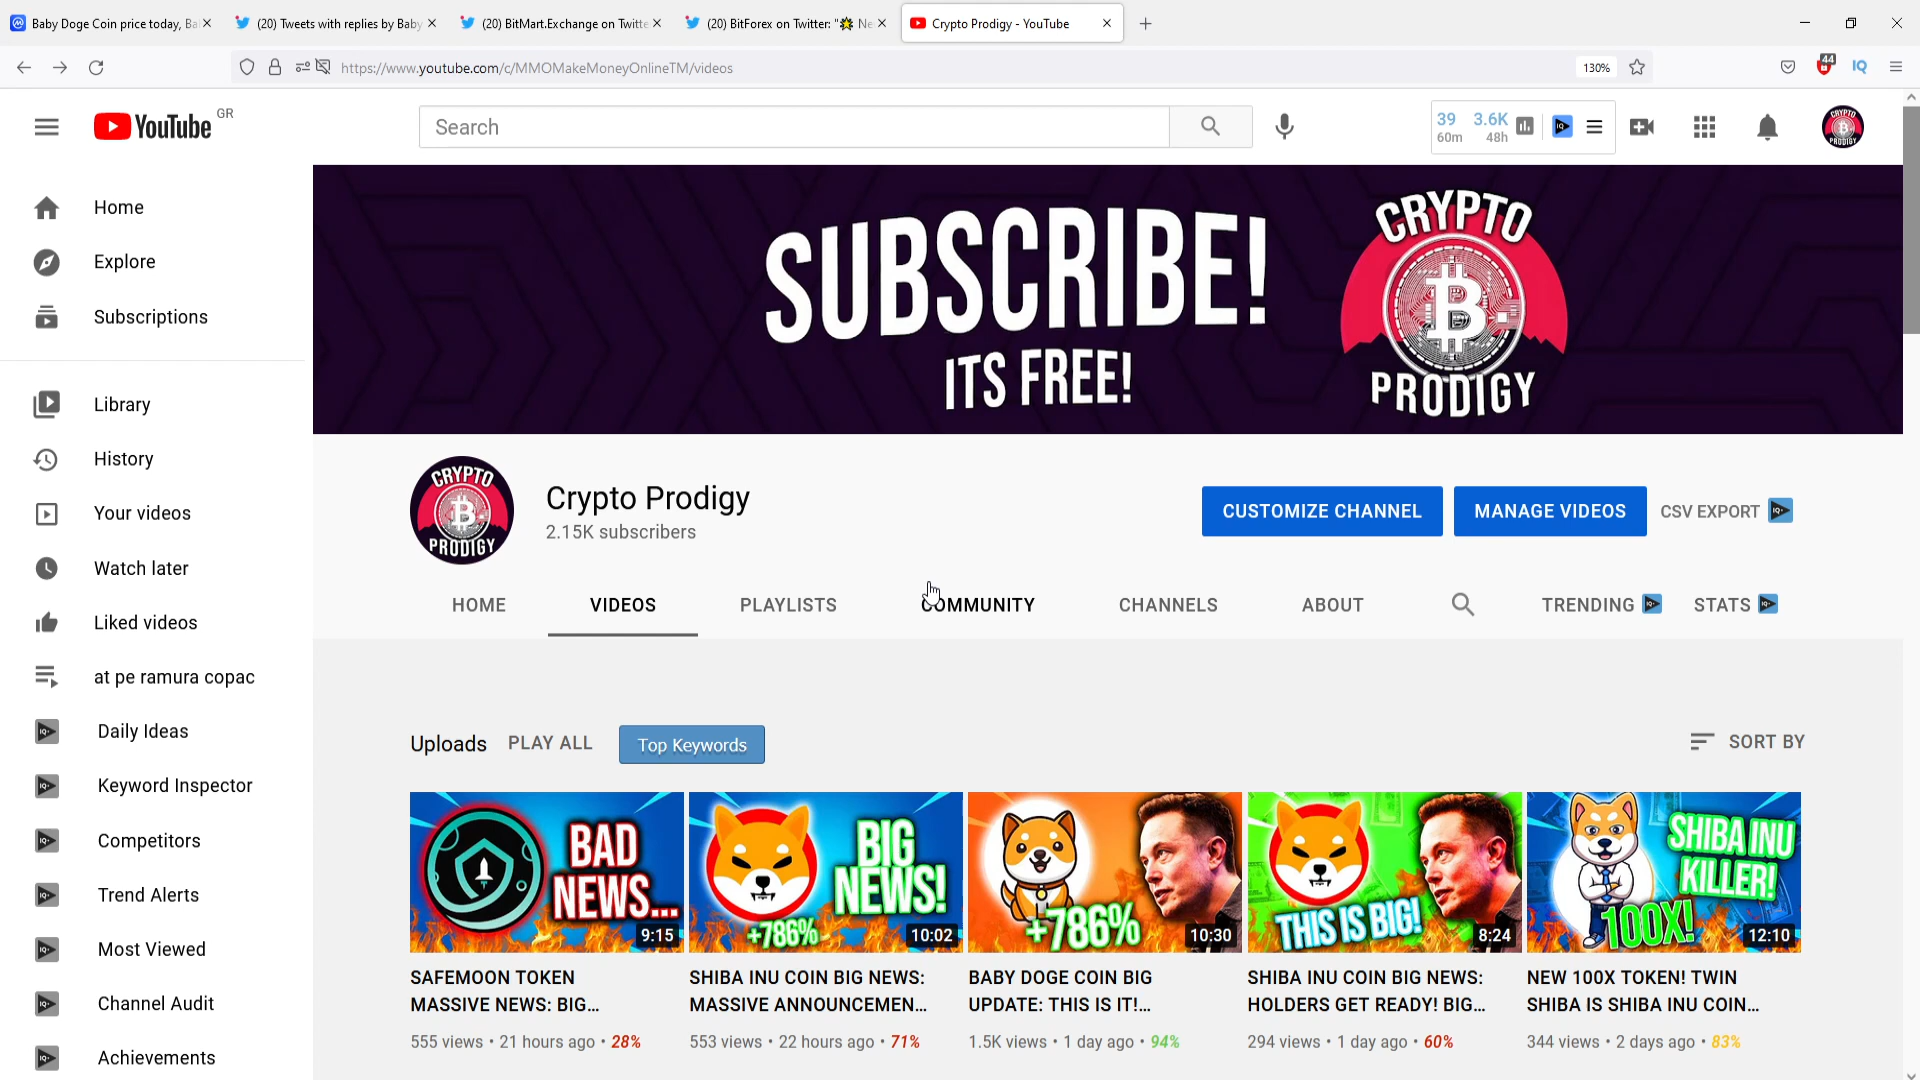 Baby Doge Coin price today, Ba
(20) Tweets with replies by Baby
(20) BitMart.Exchange on Twitte
(20) BitForex on Twitter: "🌟 Ne
Crypto Prodigy - YouTube
https://www.youtube.com/c/MMOMakeMoneyOnlineTM/videos
130%
44
IQ
YouTube GR
Search
39 3.6K
60m 48h
Home
Explore
Subscriptions
Library
History
Your videos
Watch later
Liked videos
at pe ramura copac
Daily Ideas
Keyword Inspector
Competitors
Trend Alerts
Most Viewed
Channel Audit
Achievements
SUBSCRIBE!
ITS FREE!
CRYPTO
PRODIGY
CRYPTO
PRODIGY
Crypto Prodigy
2.15K subscribers
CUSTOMIZE CHANNEL
MANAGE VIDEOS
CSV EXPORT
HOME VIDEOS PLAYLISTS COMMUNITY CHANNELS ABOUT TRENDING STATS
Uploads PLAY ALL Top Keywords SORT BY
BAD
NEWS...
9:15
SAFEMOON TOKEN
MASSIVE NEWS: BIG...
555 views • 21 hours ago • 28%
BIG
NEWS!
+786%
10:02
SHIBA INU COIN BIG NEWS:
MASSIVE ANNOUNCEMEN...
553 views • 22 hours ago • 71%
+786%
10:30
BABY DOGE COIN BIG
UPDATE: THIS IS IT!...
1.5K views • 1 day ago • 94%
THIS IS BIG!
8:24
SHIBA INU COIN BIG NEWS:
HOLDERS GET READY! BIG...
294 views • 1 day ago • 60%
SHIBA INU
KILLER!
100X!
12:10
NEW 100X TOKEN! TWIN
SHIBA IS SHIBA INU COIN...
344 views • 2 days ago • 83%